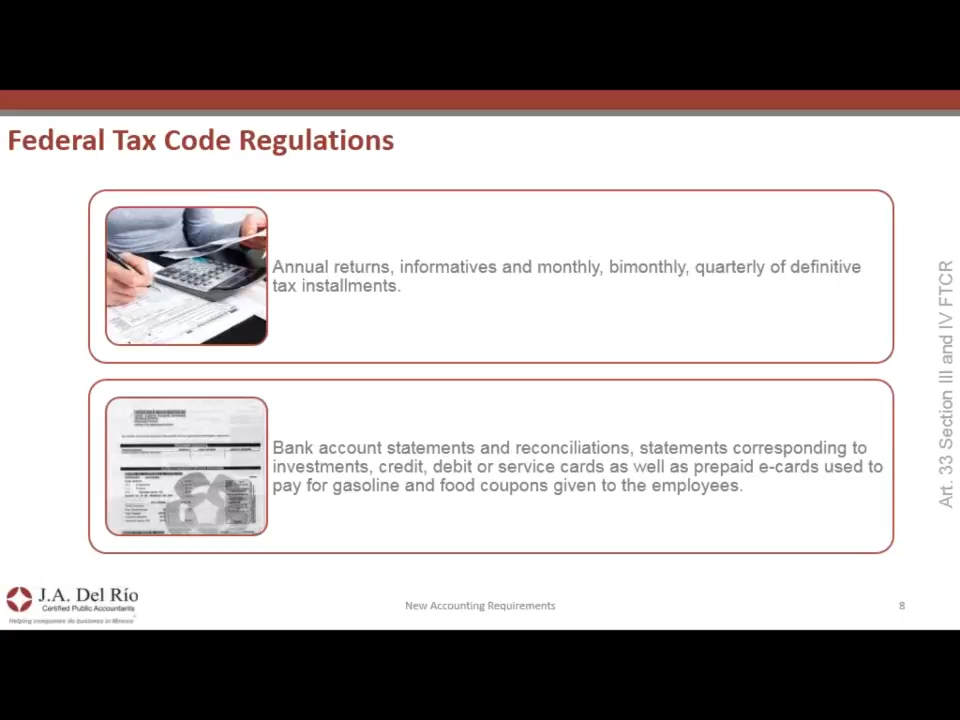 Federal Tax Code Regulations
Annual returns, informatives and monthly, bimonthly, quarterly of definitive
tax installments.
Bank account statements and reconciliations, statements corresponding to
investments, credit, debit or service cards as well as prepaid e-cards used to
pay for gasoline and food coupons given to the employees.
Art. 33 Section III and IV FTCR
J.A. Del Río
Certified Public Accountants
Helping companies do business in Mexico
New Accounting Requirements
8